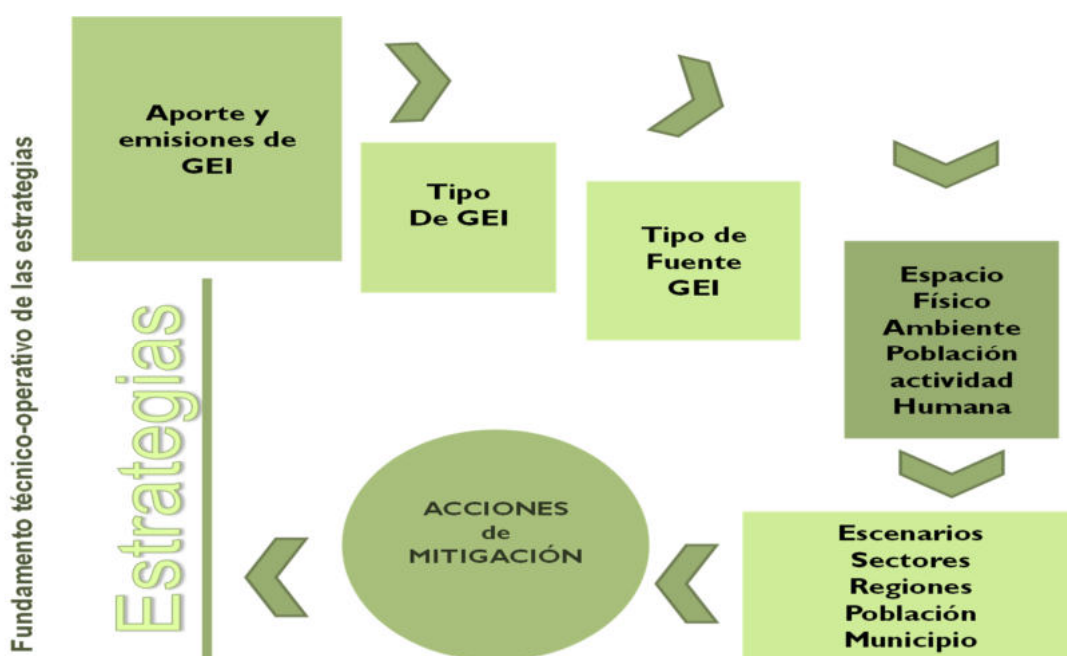 Fundamento técnico-operativo de las estrategias
Aporte y
emisiones de
GEI
Tipo
De GEI
Tipo de
Fuente
GEI
Espacio
Físico
Ambiente
Población
actividad
Humana
Escenarios
Sectores
Regiones
Población
Municipio
ACCIONES
de
MITIGACIÓN
Estrategias